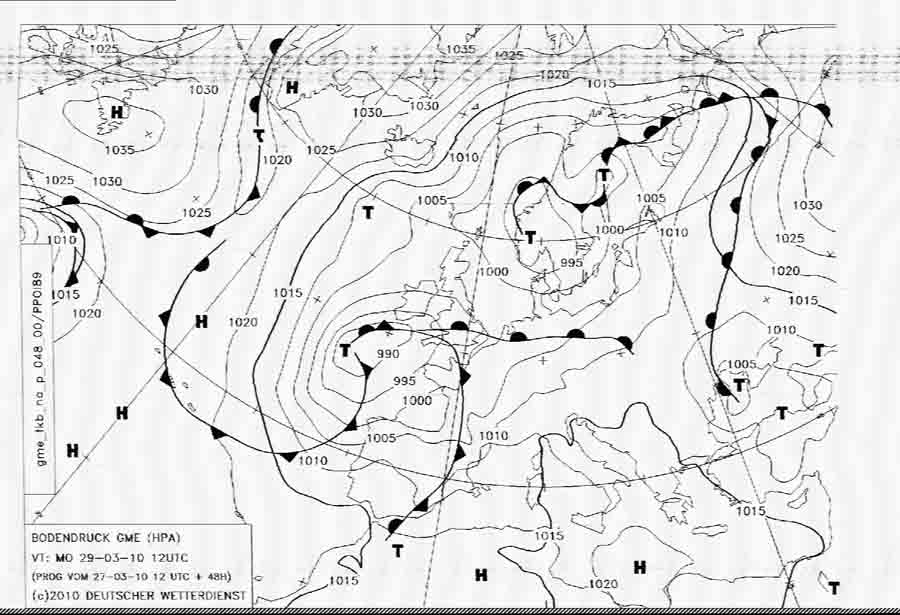 1025
1035
1025
1030
1020
1015
H
H
1030
1030
T
1035
1025
1020
1010
1025
1030
1005
T
1005
1030
1025
T
1010
T
1000
1010
1025
995
1000
1020
1015
1015
1015
1020
H
1020
1010
T
990
T
1005
995
T
1000
T
H
1005
1010
H
1010
1015
1015
T
H
H
1015
1020
T
gme_tkb_na_p_048_00/PPOI89
BODENDRUCK GME (HPA)
VT: MO 29-03-10 12UTC
(PROG VOM 27-03-10 12 UTC + 48H)
(c)2010 DEUTSCHER WETTERDIENST